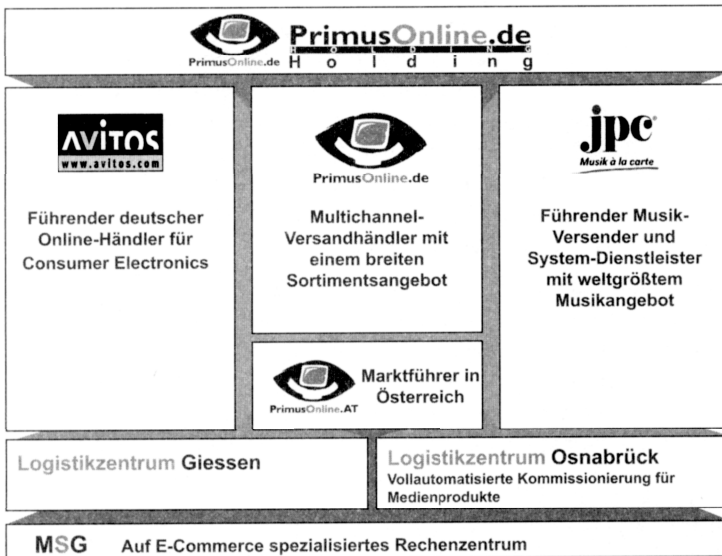 PrimusOnline.de
PrimusOnline.de
HOLDING
Holding
AVITOS
www.avitos.com
Führender deutscher
Online-Händler für
Consumer Electronics
PrimusOnline.de
Multichannel-
Versandhändler mit
einem breiten
Sortimentsangebot
jpc®
Musik à la carte
Führender Musik-
Versender und
System-Dienstleister
mit weltgrößtem
Musikangebot
PrimusOnline.AT
Marktführer in
Österreich
Logistikzentrum Giessen
Logistikzentrum Osnabrück
Vollautomatisierte Kommissionierung für
Medienprodukte
MSG Auf E-Commerce spezialisiertes Rechenzentrum